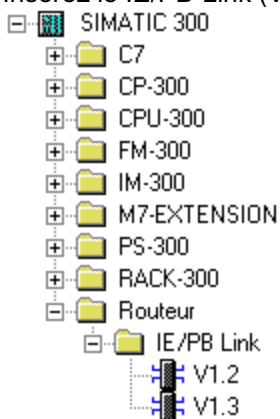 SIMATIC 300
C7
CP-300
CPU-300
FM-300
IM-300
M7-EXTENSION
PS-300
RACK-300
Routeur
IE/PB Link
V1.2
V1.3